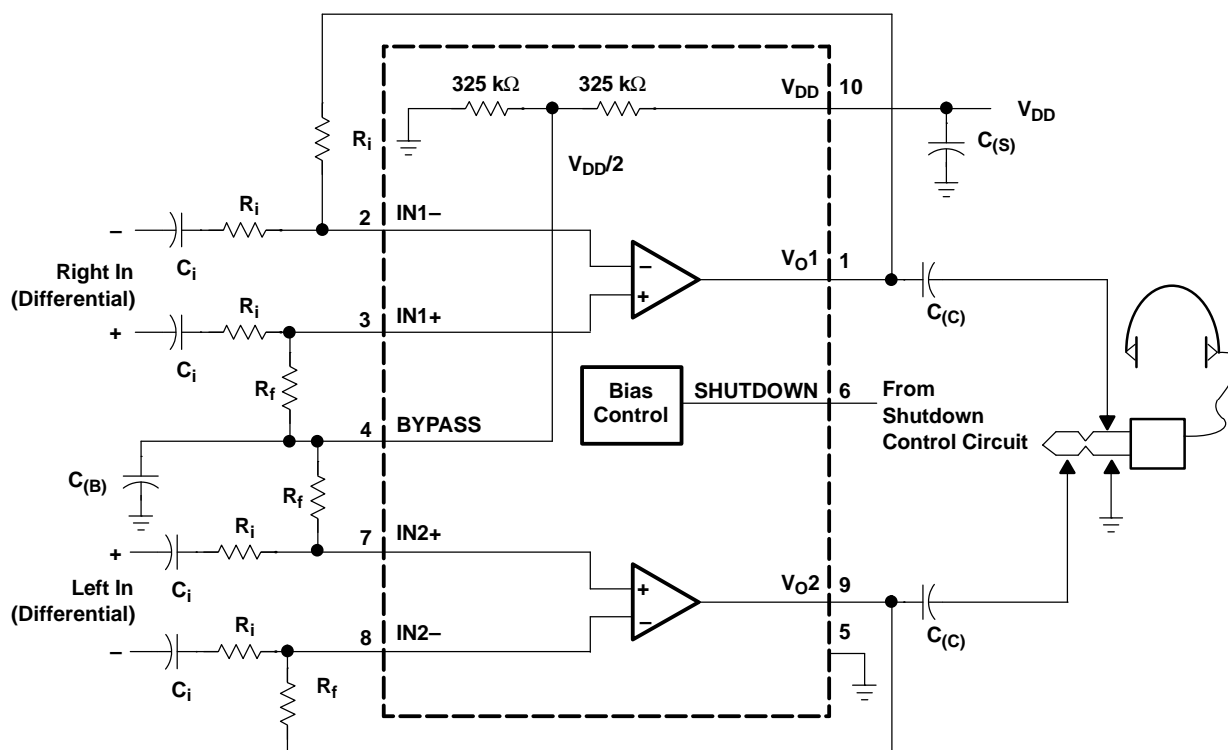 325 kΩ 325 kΩ
VDD 10
VDD
C(S)
Ri
VDD/2
Ri
2 IN1–
–
Ci
VO1 1
–
+
Right In
(Differential)
C(C)
Ri
3 IN1+
+
Ci
Rf
Bias
Control
SHUTDOWN 6
From
Shutdown
Control Circuit
4 BYPASS
C(B)
Rf
Ri
7 IN2+
+
Ci
VO2 9
+
–
Left In
(Differential)
C(C)
Ri
8 IN2–
5
–
Ci
Rf